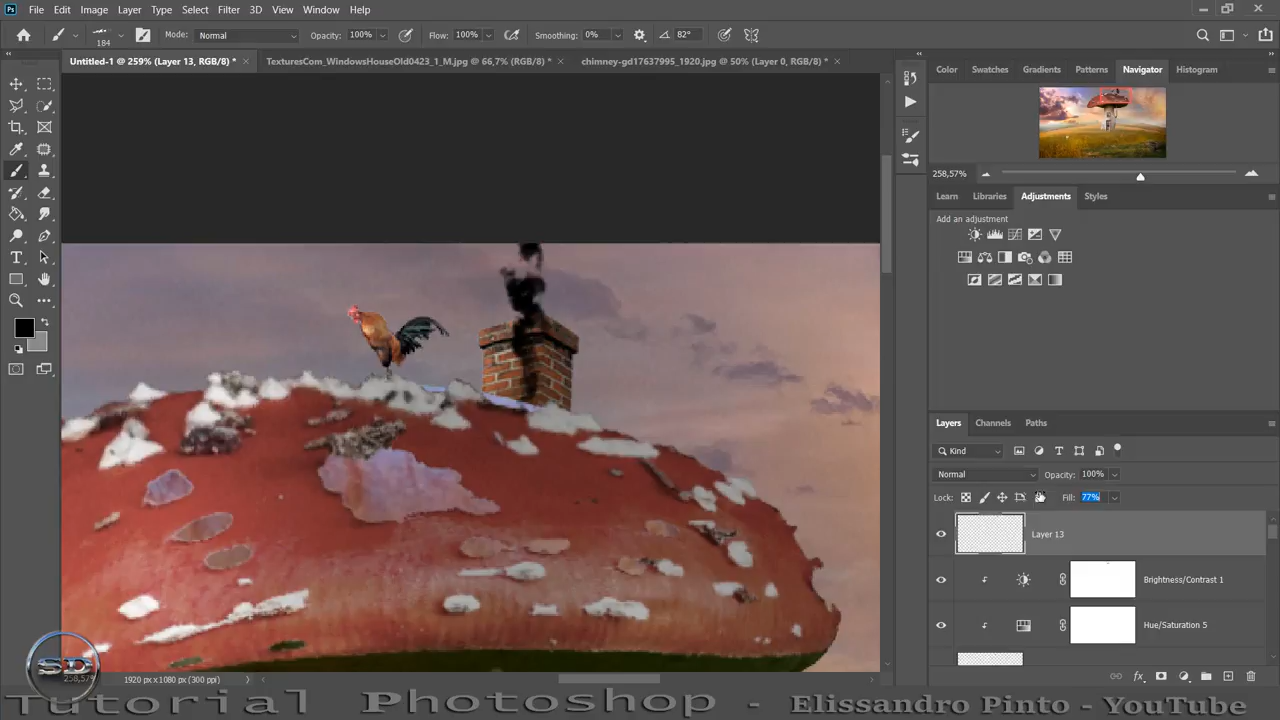 Ps File Edit Image Layer Type Select Filter 3D View Window Help
184 Mode: Normal Opacity: 100% Flow: 100% Smoothing: 0% 82°
Untitled-1 @ 259% (Layer 13, RGB/8) * × TexturesCom_WindowsHouseOld0423_1_M.jpg @ 66,7% (RGB/8) * × chimney-gd17637995_1920.jpg @ 50% (Layer 0, RGB/8) * ×
Color Swatches Gradients Patterns Navigator Histogram
258,57%
Learn Libraries Adjustments Styles
Add an adjustment
Layers Channels Paths
Kind
Normal Opacity: 100%
Lock: Fill: 77%
Layer 13
Brightness/Contrast 1
Hue/Saturation 5
SD
258,57% 1920 px x 1080 px (300 ppi)
Tutorial Photoshop - Elissandro Pinto - YouTube